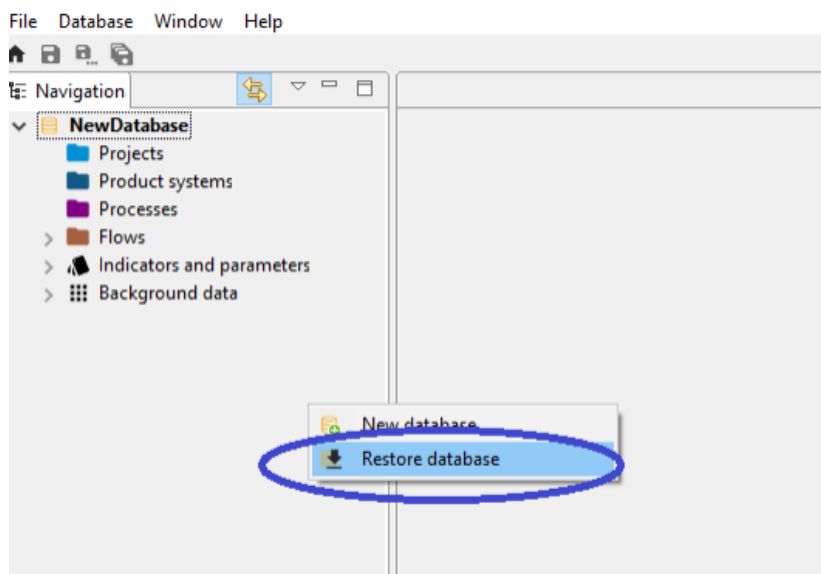 File Database Window Help
Navigation
NewDatabase
Projects
Product systems
Processes
Flows
Indicators and parameters
Background data
New database
Restore database